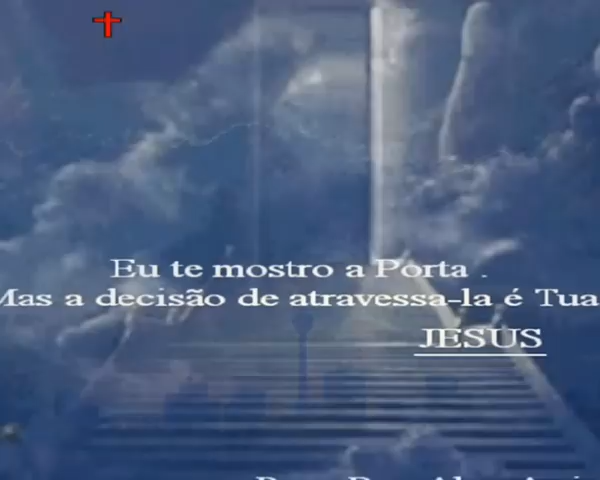 Eu te mostro a Porta .
Mas a decisão de atravessa-la é Tua
JESUS